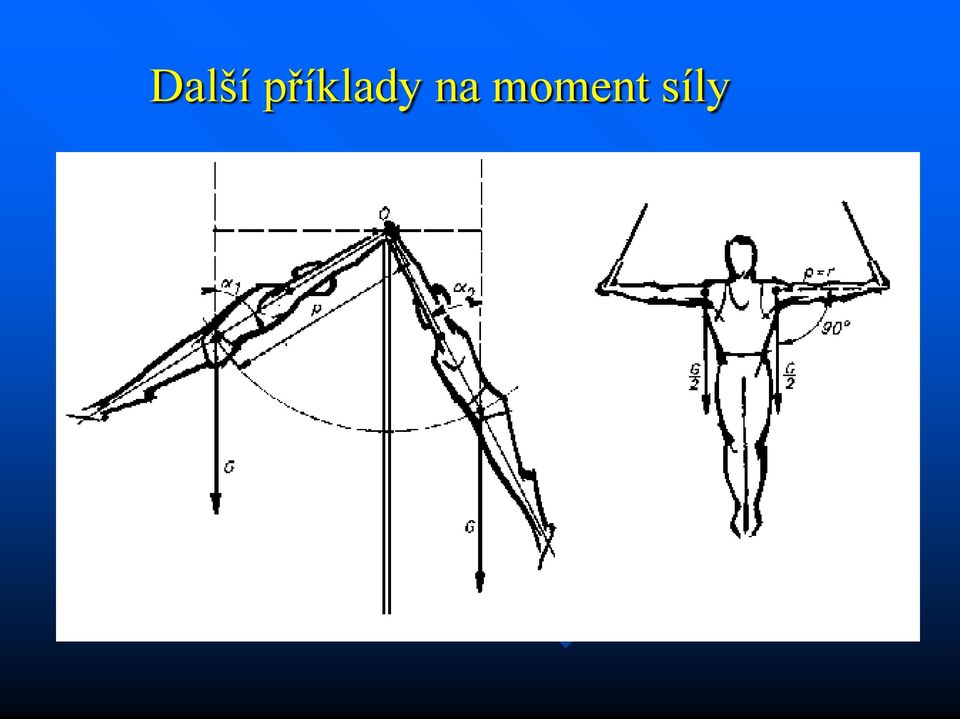 Další příklady na moment síly
O
α1
α2
p
p=r
90°
G
2
G
2
G
G